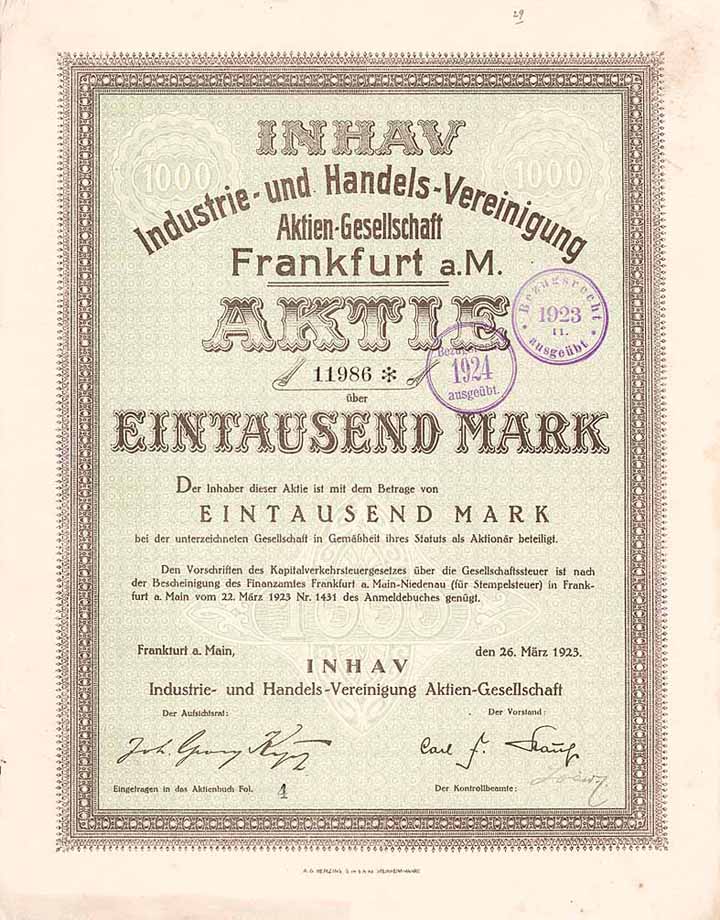 29
INHAV
1000
1000
Industrie- und Handels-Vereinigung
Aktien-Gesellschaft
Frankfurt a.M.
AKTIE
Bezugsrecht
1923
II.
ausgeübt
Bezugsrecht
1924
ausgeübt.
11986 *
über
EINTAUSEND MARK
Der Inhaber dieser Aktie ist mit dem Betrage von
EINTAUSEND MARK
bei der unterzeichneten Gesellschaft in Gemäßheit ihres Statuts als Aktionär beteiligt.
Den Vorschriften des Kapitalverkehrsteuergesetzes über die Gesellschaftssteuer ist nach
der Bescheinigung des Finanzamtes Frankfurt a. Main-Niedenau (für Stempelsteuer) in Frank-
furt a. Main vom 22. März 1923 Nr. 1431 des Anmeldebuches genügt.
1000
Frankfurt a. Main,
den 26. März 1923.
INHAV
Industrie- und Handels-Vereinigung Aktien-Gesellschaft
Der Aufsichtsrat:
Der Vorstand:
Joh. Georg
Carl F.
Eingetragen in das Aktienbuch Fol. 4
Der Kontrollbeamte: